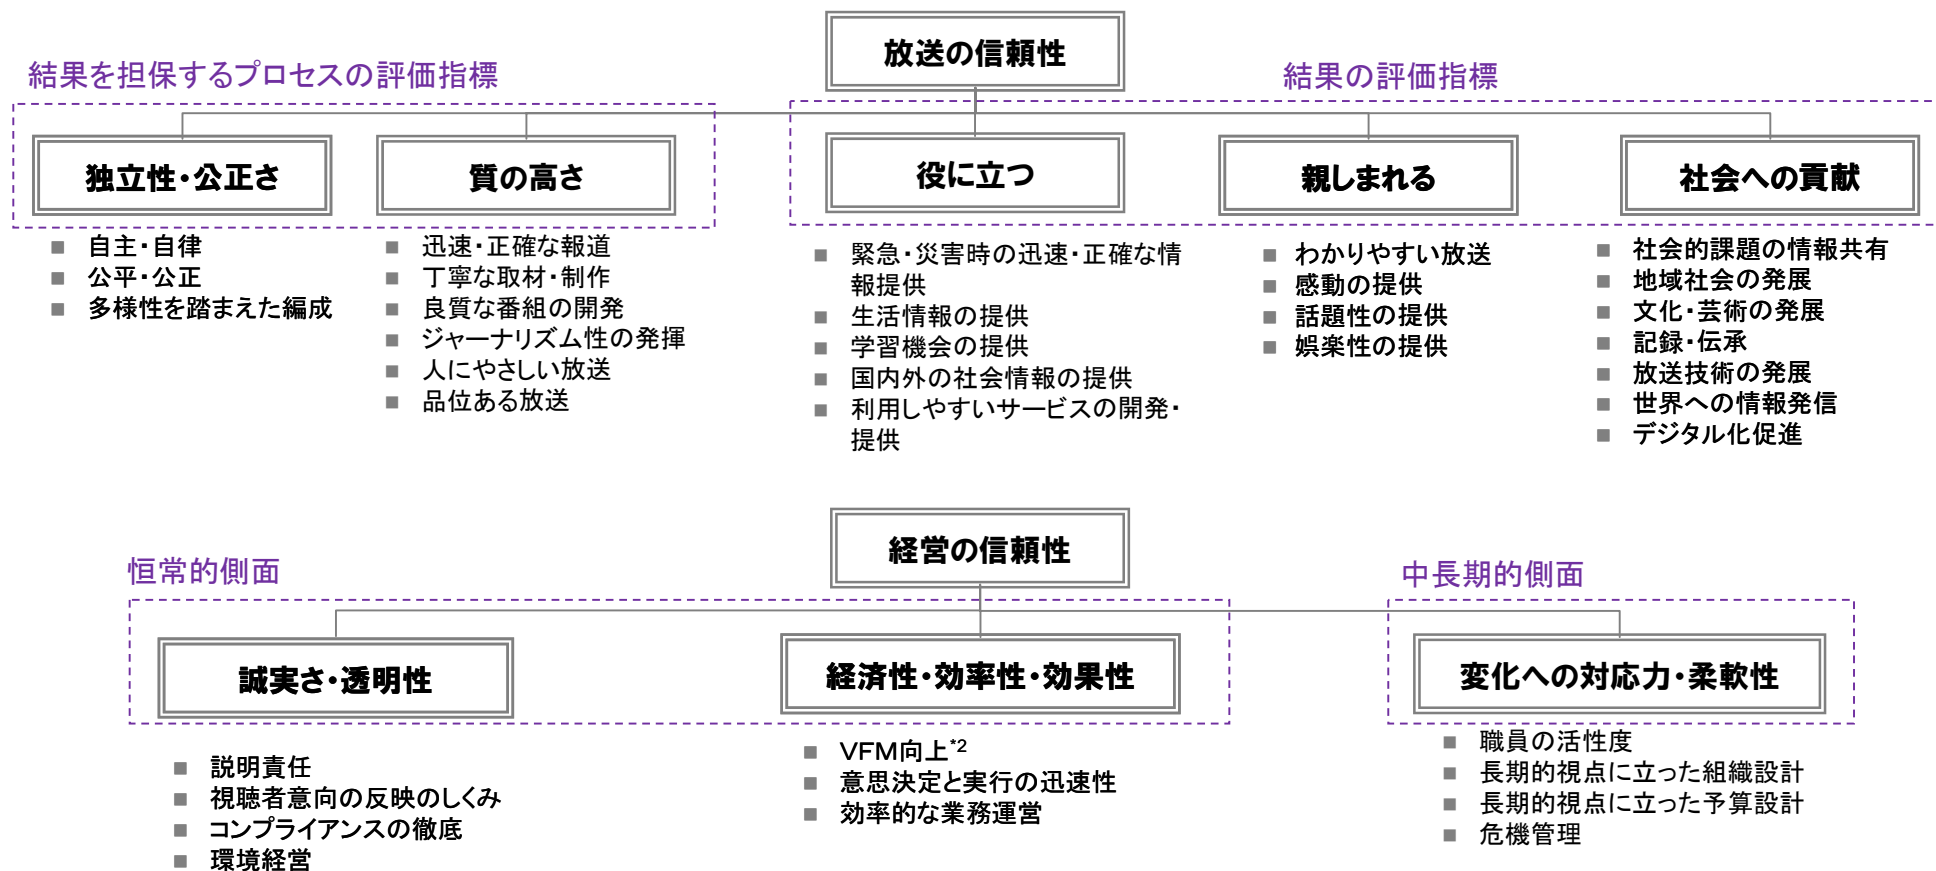 放送の信頼性
結果を担保するプロセスの評価指標
結果の評価指標
独立性・公正さ
自主・自律
公平・公正
多様性を踏まえた編成
質の高さ
迅速・正確な報道
丁寧な取材・制作
良質な番組の開発
ジャーナリズム性の発揮
人にやさしい放送
品位ある放送
役に立つ
緊急・災害時の迅速・正確な情
報提供
生活情報の提供
学習機会の提供
国内外の社会情報の提供
利用しやすいサービスの開発・
提供
親しまれる
わかりやすい放送
感動の提供
話題性の提供
娯楽性の提供
社会への貢献
社会的課題の情報共有
地域社会の発展
文化・芸術の発展
記録・伝承
放送技術の発展
世界への情報発信
デジタル化促進
経営の信頼性
恒常的側面
中長期的側面
誠実さ・透明性
説明責任
視聴者意向の反映のしくみ
コンプライアンスの徹底
環境経営
経済性・効率性・効果性
VFM向上*2
意思決定と実行の迅速性
効率的な業務運営
変化への対応力・柔軟性
職員の活性度
長期的視点に立った組織設計
長期的視点に立った予算設計
危機管理